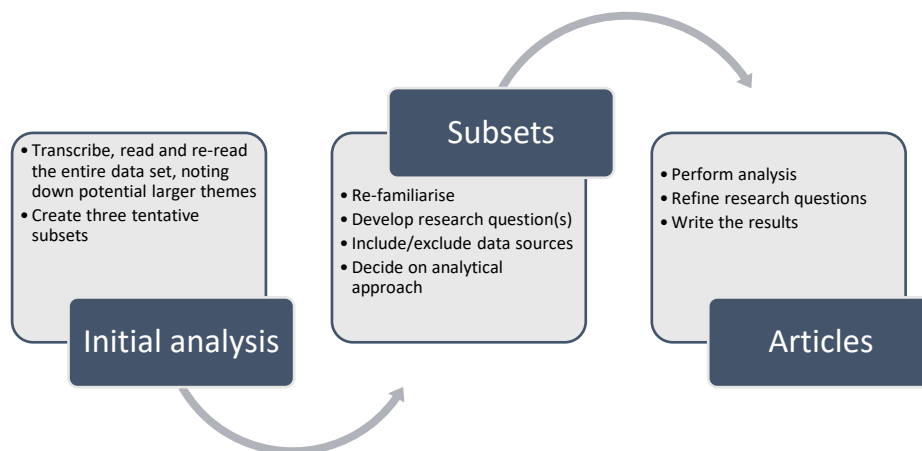 • Transcribe, read and re-read
the entire data set, noting
down potential larger themes
• Create three tentative
subsets
Initial analysis
Subsets
• Re-familiarise
• Develop research question(s)
• Include/exclude data sources
• Decide on analytical
approach
• Perform analysis
• Refine research questions
• Write the results
Articles